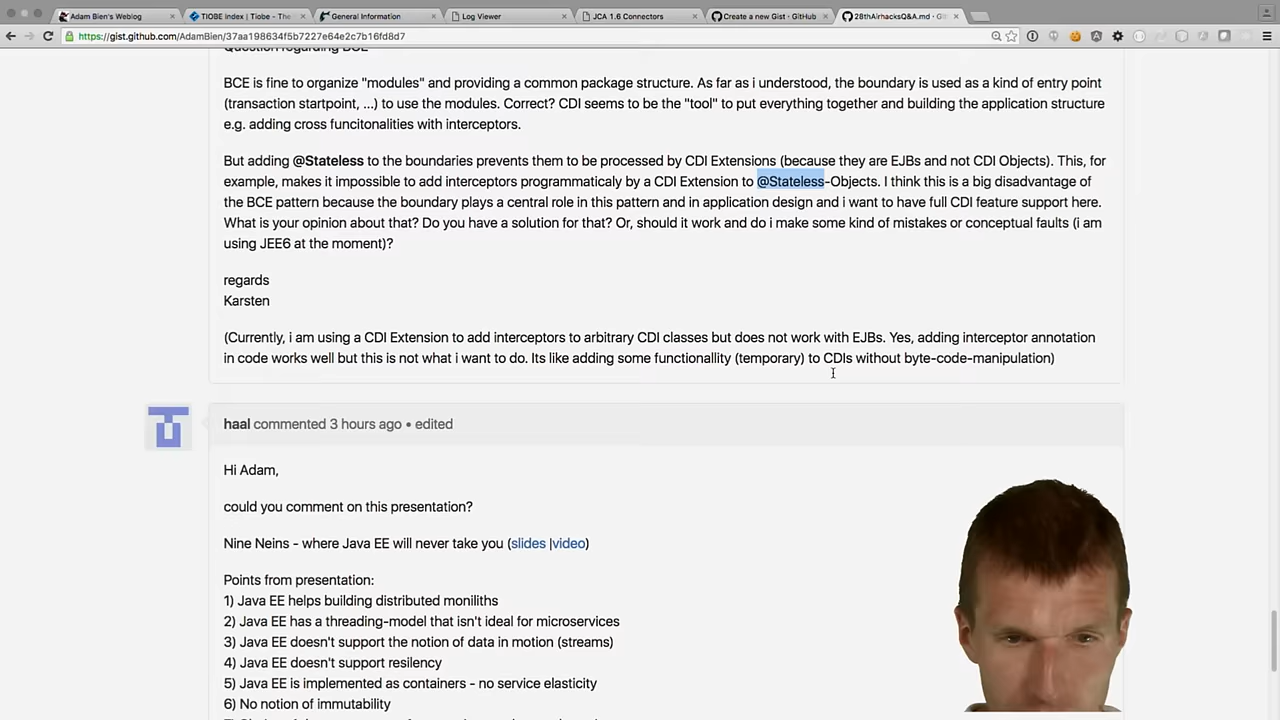 Adam Bien's Weblog
TIOBE index | Tiobe - The
General Information
Log Viewer
JCA 1.6 Connectors
Create a new Gist · GitHub
28thAirhacksQ&A.md · Git
https://gist.github.com/AdamBien/37aa198634f5b7227e64e2c7b16fd8d7
Question regarding BCE
BCE is fine to organize "modules" and providing a common package structure. As far as i understood, the boundary is used as a kind of entry point
(transaction startpoint, ...) to use the modules. Correct? CDI seems to be the "tool" to put everything together and building the application structure
e.g. adding cross funcitonalities with interceptors.
But adding @Stateless to the boundaries prevents them to be processed by CDI Extensions (because they are EJBs and not CDI Objects). This, for
example, makes it impossible to add interceptors programmaticaly by a CDI Extension to @Stateless-Objects. I think this is a big disadvantage of
the BCE pattern because the boundary plays a central role in this pattern and in application design and i want to have full CDI feature support here.
What is your opinion about that? Do you have a solution for that? Or, should it work and do i make some kind of mistakes or conceptual faults (i am
using JEE6 at the moment)?
regards
Karsten
(Currently, i am using a CDI Extension to add interceptors to arbitrary CDI classes but does not work with EJBs. Yes, adding interceptor annotation
in code works well but this is not what i want to do. Its like adding some functionallity (temporary) to CDIs without byte-code-manipulation)
haal commented 3 hours ago • edited
Hi Adam,
could you comment on this presentation?
Nine Neins - where Java EE will never take you (slides |video)
Points from presentation:
1) Java EE helps building distributed moniliths
2) Java EE has a threading-model that isn't ideal for microservices
3) Java EE doesn't support the notion of data in motion (streams)
4) Java EE doesn't support resilency
5) Java EE is implemented as containers - no service elasticity
6) No notion of immutability